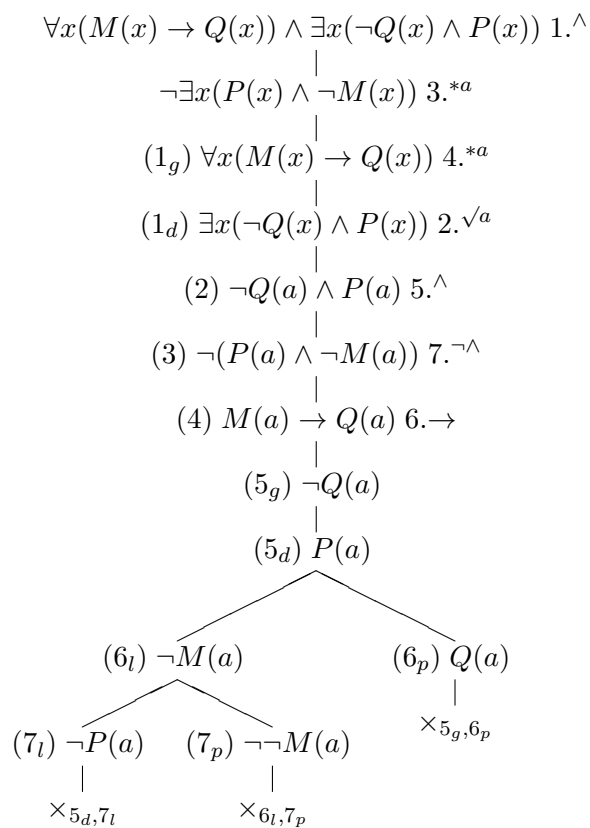 ∀x(M(x) → Q(x)) ∧ ∃x(¬Q(x) ∧ P(x)) 1.^∧
¬∃x(P(x) ∧ ¬M(x)) 3.^{∗a}
(1_g) ∀x(M(x) → Q(x)) 4.^{∗a}
(1_d) ∃x(¬Q(x) ∧ P(x)) 2.^{√a}
(2) ¬Q(a) ∧ P(a) 5.^∧
(3) ¬(P(a) ∧ ¬M(a)) 7.^{¬∧}
(4) M(a) → Q(a) 6.→
(5_g) ¬Q(a)
(5_d) P(a)
(6_l) ¬M(a) (6_p) Q(a)
×_{5_g,6_p}
(7_l) ¬P(a) (7_p) ¬¬M(a)
×_{5_d,7_l} ×_{6_l,7_p}